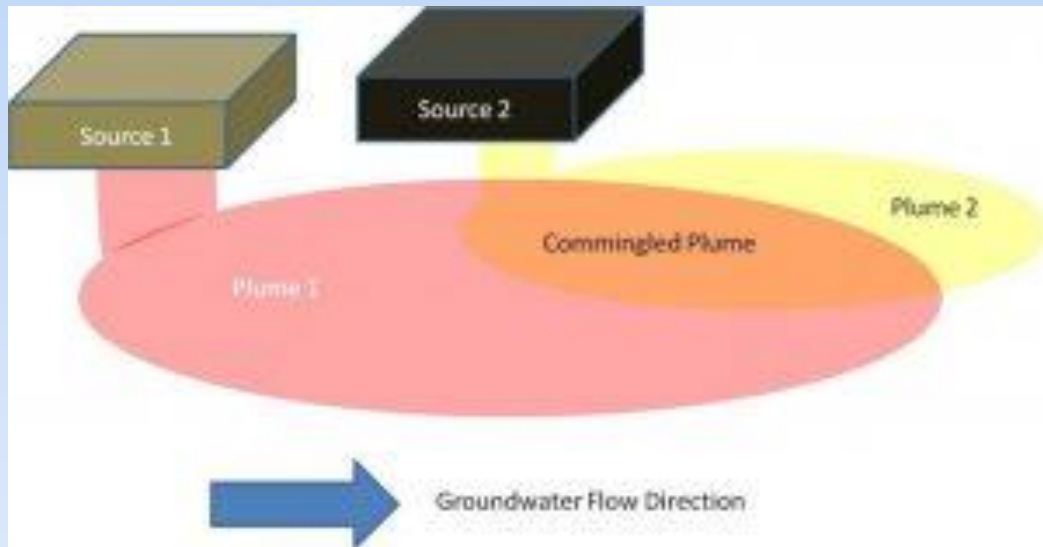 Source 1
Source 2
Plume 2
Commingled Plume
Plume 1
Groundwater Flow Direction